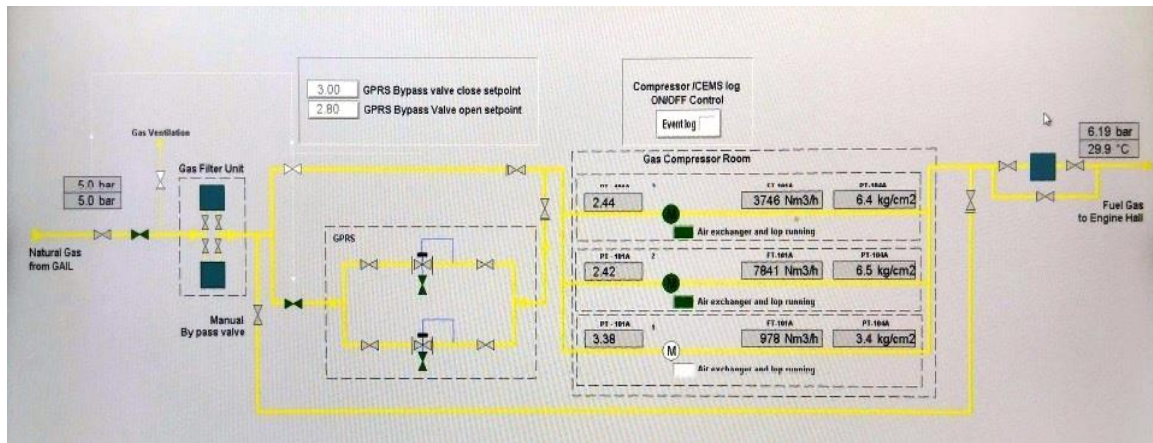 3.00 GPRS Bypass valve close setpoint
2.80 GPRS Bypass Valve open setpoint
Compressor /CEMS log
ON/OFF Control
Event log
Gas Ventilation
Gas Filter Unit
5.0 bar
5.0 bar
Natural Gas
from GAIL
Manual
By pass valve
GPRS
Gas Compressor Room
FT-101A PT-104A
2.44 3746 Nm3/h 6.4 kg/cm2
Air exchanger and lop running
PT-101A 2 FT-101A PT-104A
2.42 7841 Nm3/h 6.5 kg/cm2
Air exchanger and lop running
PT-101A FT-101A PT-104A
3.38 978 Nm3/h 3.4 kg/cm2
M
Air exchanger and lop running
6.19 bar
29.9 °C
Fuel Gas
to Engine Hall